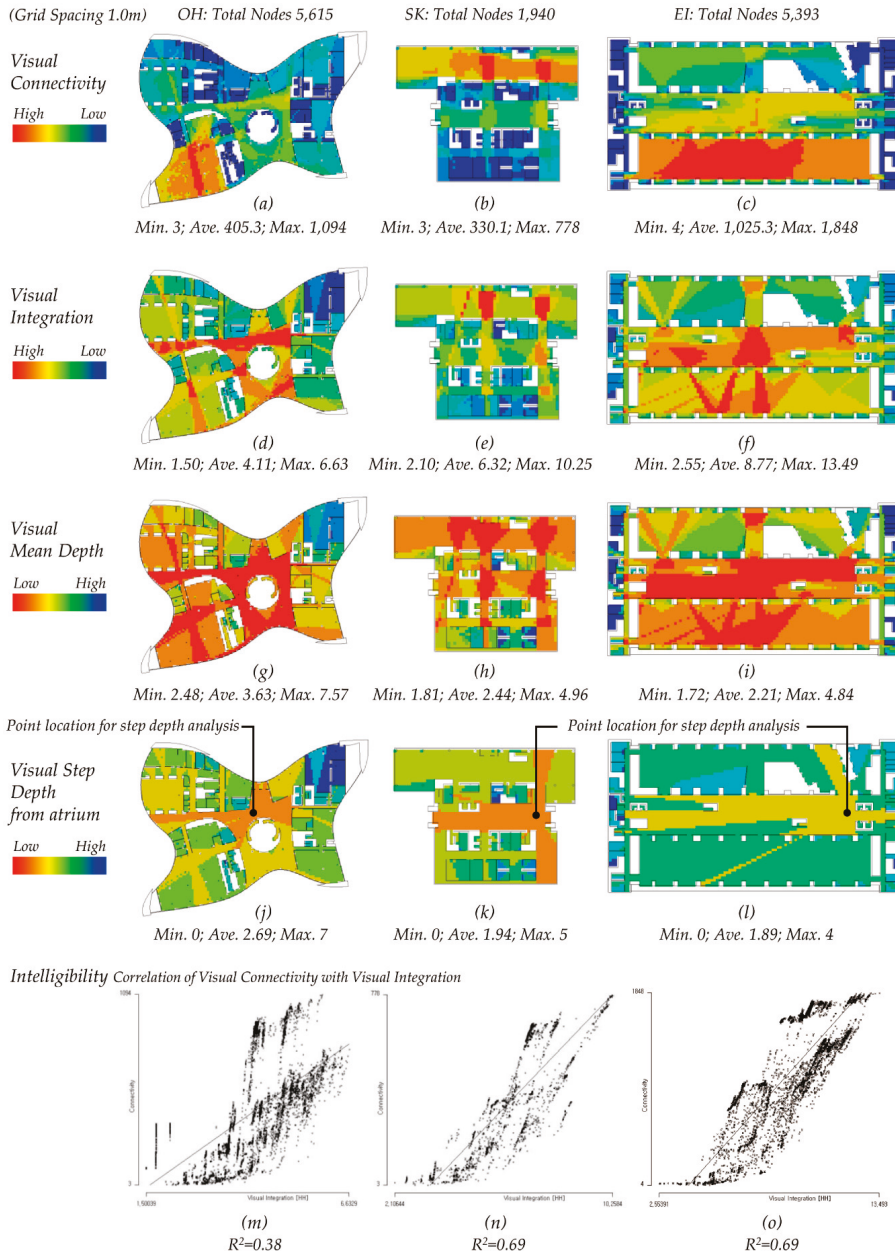 (Grid Spacing 1.0m)
OH: Total Nodes 5,615
SK: Total Nodes 1,940
EI: Total Nodes 5,393
Visual
Connectivity
High Low
(a)
Min. 3; Ave. 405.3; Max. 1,094
(b)
Min. 3; Ave. 330.1; Max. 778
(c)
Min. 4; Ave. 1,025.3; Max. 1,848
Visual
Integration
High Low
(d)
Min. 1.50; Ave. 4.11; Max. 6.63
(e)
Min. 2.10; Ave. 6.32; Max. 10.25
(f)
Min. 2.55; Ave. 8.77; Max. 13.49
Visual
Mean Depth
Low High
(g)
Min. 2.48; Ave. 3.63; Max. 7.57
(h)
Min. 1.81; Ave. 2.44; Max. 4.96
(i)
Min. 1.72; Ave. 2.21; Max. 4.84
Point location for step depth analysis
Point location for step depth analysis
Visual Step
Depth
from atrium
Low High
(j)
Min. 0; Ave. 2.69; Max. 7
(k)
Min. 0; Ave. 1.94; Max. 5
(l)
Min. 0; Ave. 1.89; Max. 4
Intelligibility Correlation of Visual Connectivity with Visual Integration
1094
Connectivity
3
Visual Integration [HH]
1.50039
6.6329
(m)
R²=0.38
778
Connectivity
3
Visual Integration [HH]
2.10644
10.2504
(n)
R²=0.69
1848
Connectivity
4
Visual Integration [HH]
2.55391
13.493
(o)
R²=0.69